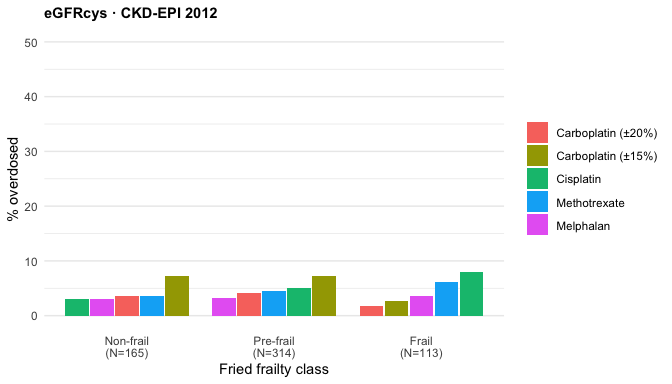 eGFRcys · CKD-EPI 2012
% overdosed
50
40
30
20
10
0
Non-frail
(N=165)
Pre-frail
(N=314)
Frail
(N=113)
Fried frailty class
Carboplatin (±20%)
Carboplatin (±15%)
Cisplatin
Methotrexate
Melphalan